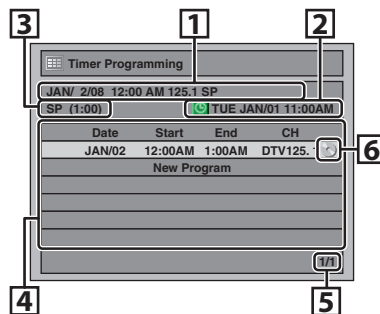 3 1 2
Timer Programming
JAN/ 2/08 12:00 AM 125.1 SP
SP (1:00) TUE JAN/01 11:00AM
Date Start End CH
JAN/02 12:00AM 1:00AM DTV125. 1
6
New Program
1/1
4 5